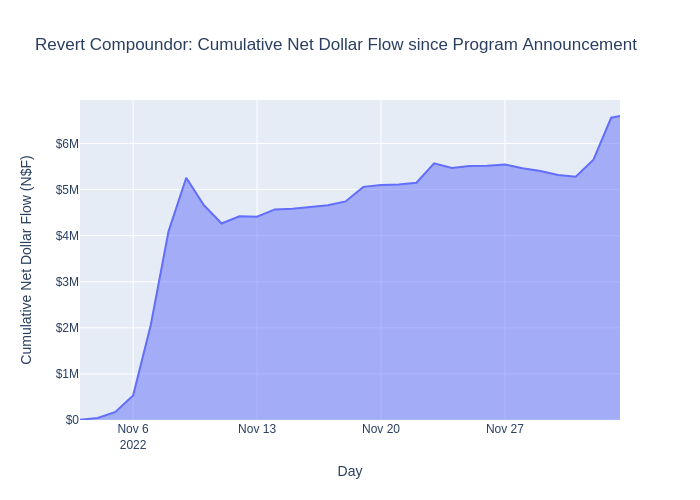 Revert Compoundor: Cumulative Net Dollar Flow since Program Announcement
Cumulative Net Dollar Flow (N$F)
$6M
$5M
$4M
$3M
$2M
$1M
$0
Nov 6
2022
Nov 13
Nov 20
Nov 27
Day